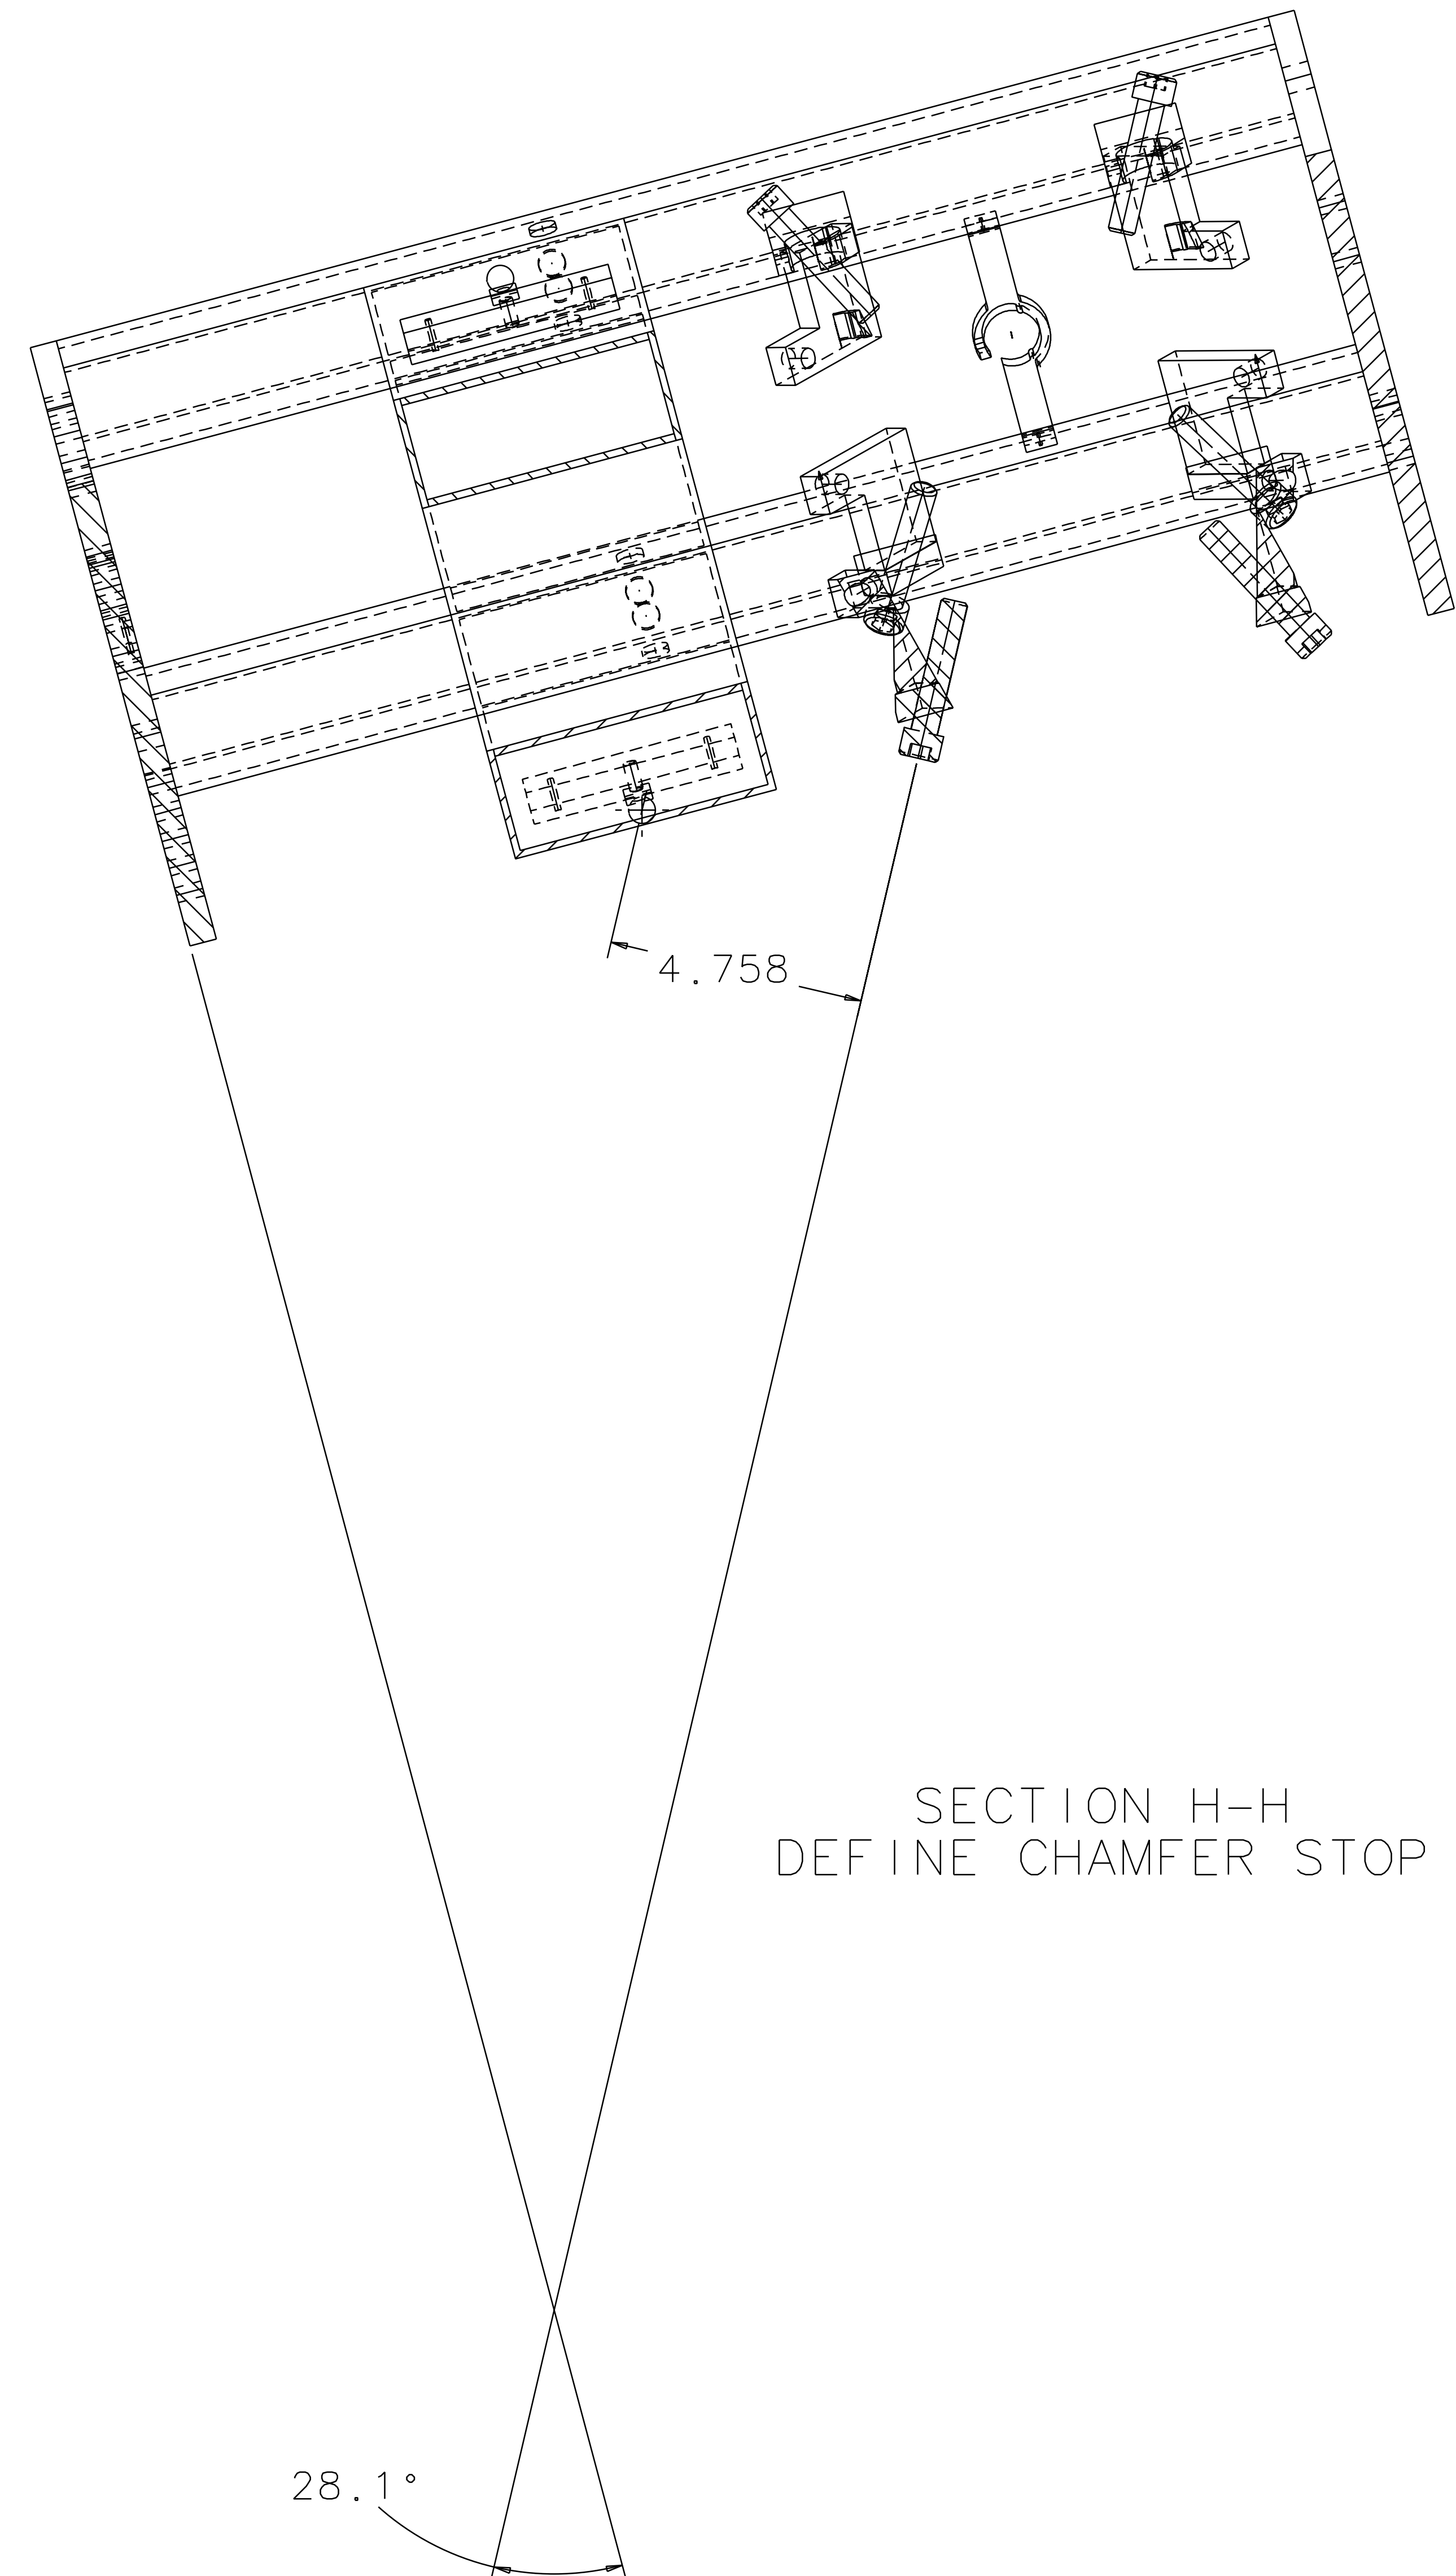 4.758
SECTION H-H
DEFINE CHAMFER STOP
28.1°